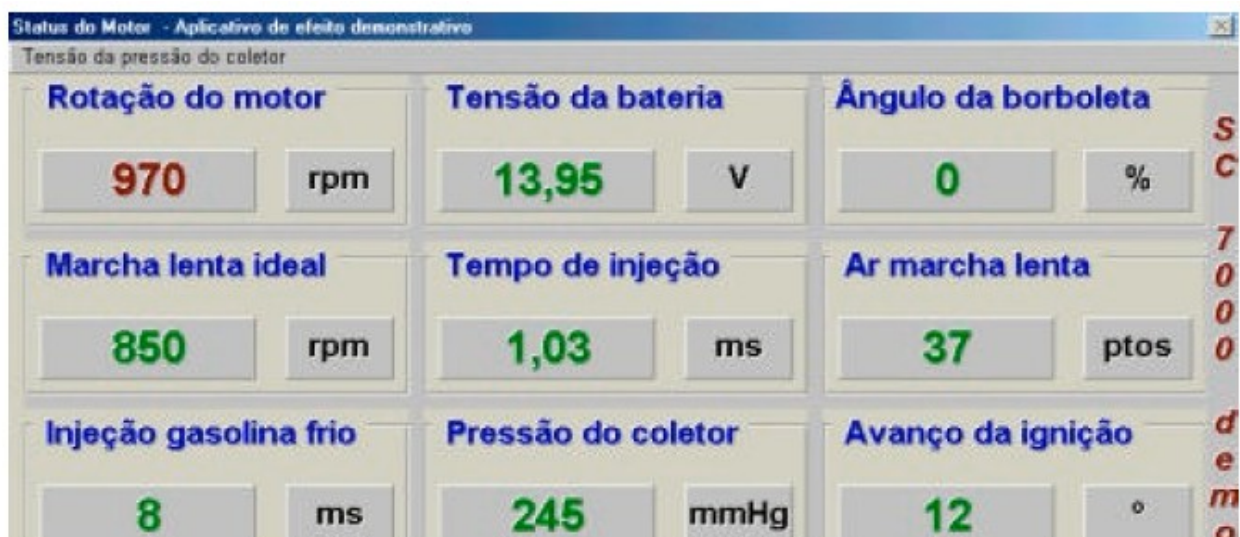 Status do Motor - Aplicativo de efeito demonstrativo
Tensão da pressão do coletor
Rotação do motor
970 rpm
Tensão da bateria
13,95 V
Ângulo da borboleta
0 %
Marcha lenta ideal
850 rpm
Tempo de injeção
1,03 ms
Ar marcha lenta
37 ptos
Injeção gasolina frio
8 ms
Pressão do coletor
245 mmHg
Avanço da ignição
12 °
SC 7000 demo